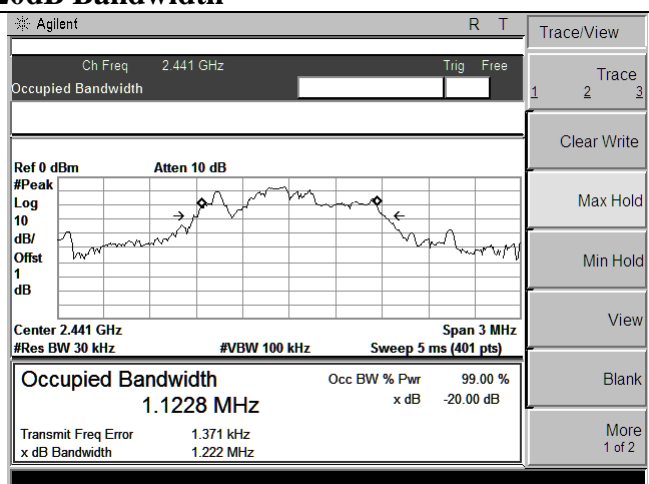 20dB Bandwidth
Agilent R T
Trace/View
Ch Freq 2.441 GHz Trig Free
Occupied Bandwidth
Trace
1 2 3
Clear Write
Ref 0 dBm Atten 10 dB
#Peak
Log
10
dB/
Offst
1
dB
Max Hold
Min Hold
View
Center 2.441 GHz Span 3 MHz
#Res BW 30 kHz #VBW 100 kHz Sweep 5 ms (401 pts)
Occupied Bandwidth Occ BW % Pwr 99.00 %
1.1228 MHz x dB -20.00 dB
Blank
Transmit Freq Error 1.371 kHz
x dB Bandwidth 1.222 MHz
More
1 of 2